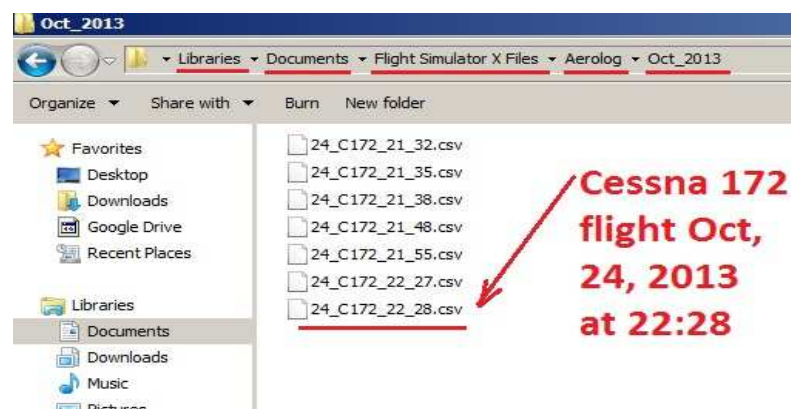 Oct_2013
Libraries Documents Flight Simulator X Files Aerolog Oct_2013
Organize Share with Burn New folder
Favorites
Desktop
Downloads
Google Drive
Recent Places
Libraries
Documents
Downloads
Music
Pictures
24_C172_21_32.csv
24_C172_21_35.csv
24_C172_21_38.csv
24_C172_21_48.csv
24_C172_21_55.csv
24_C172_22_27.csv
24_C172_22_28.csv
Cessna 172
flight Oct,
24, 2013
at 22:28